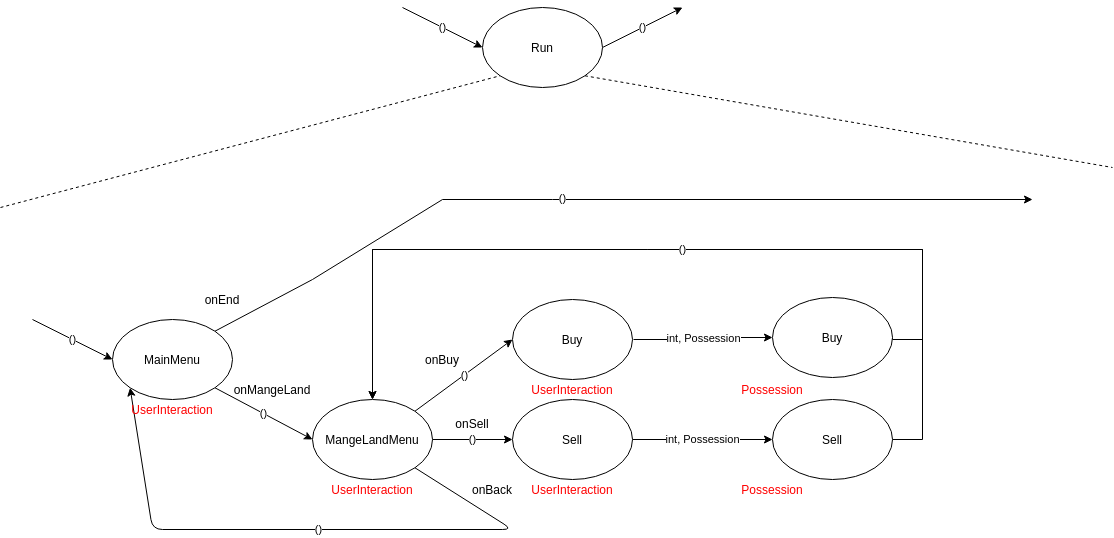 ()
Run
()
()
()
onEnd
()
MainMenu
UserInteraction
onMangeLand
()
MangeLandMenu
UserInteraction
onBuy
()
Buy
UserInteraction
int, Possession
Buy
Possession
onSell
()
Sell
UserInteraction
int, Possession
Sell
Possession
onBack
()